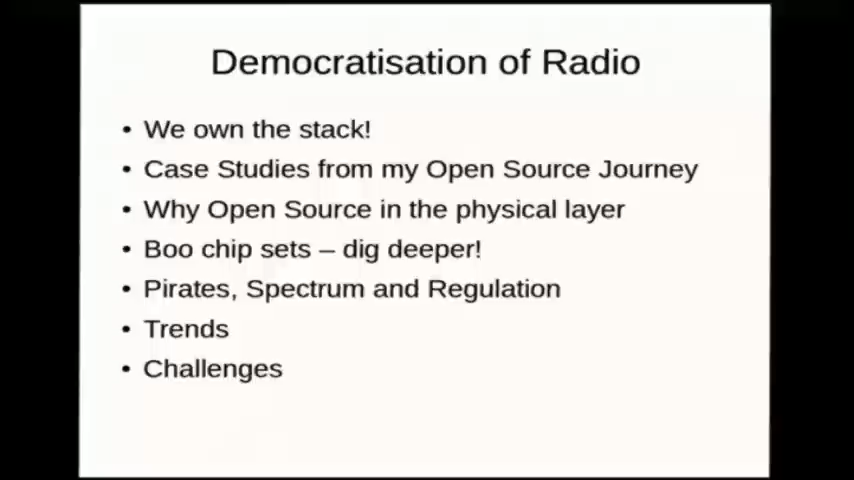 Democratisation of Radio
• We own the stack!
• Case Studies from my Open Source Journey
• Why Open Source in the physical layer
• Boo chip sets – dig deeper!
• Pirates, Spectrum and Regulation
• Trends
• Challenges